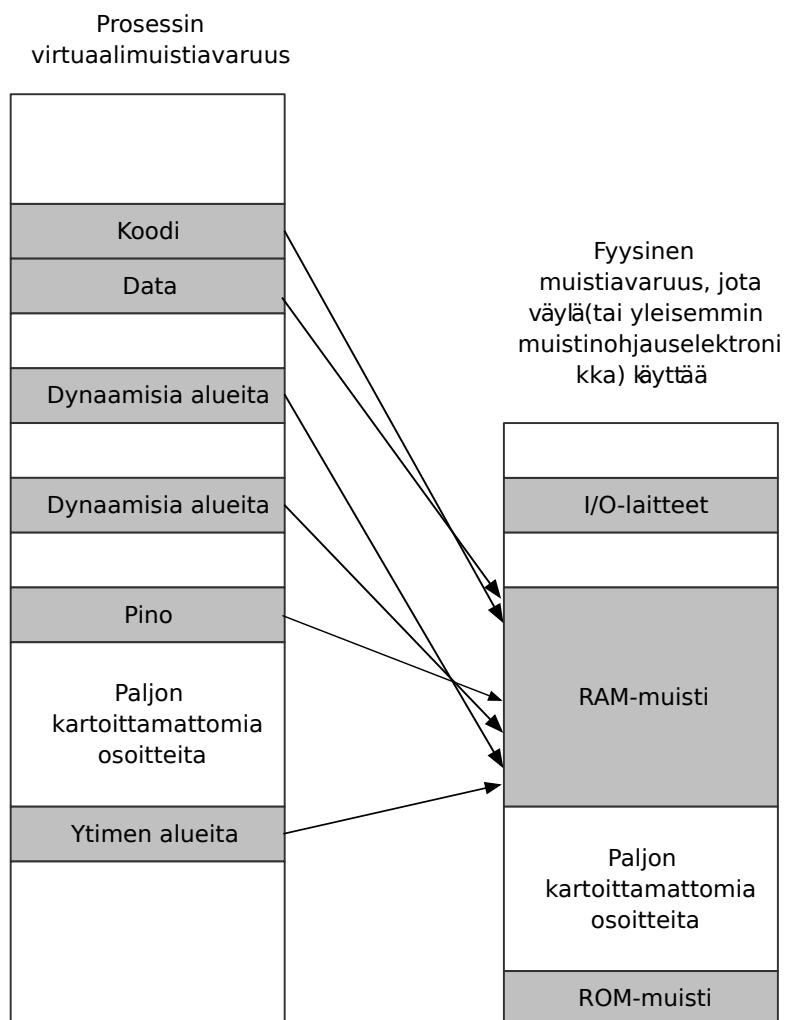 Prosessin
virtuaalimuistiavaruus
Koodi
Data
Dynaamisia alueita
Dynaamisia alueita
Pino
Paljon
kartoittamattomia
osoitteita
Ytimen alueita
Fyysinen
muistiavaruus, jota
väylä(tai yleisemmin
muistinohjauselektroni
kka) käyttää
I/O-laitteet
RAM-muisti
Paljon
kartoittamattomia
osoitteita
ROM-muisti